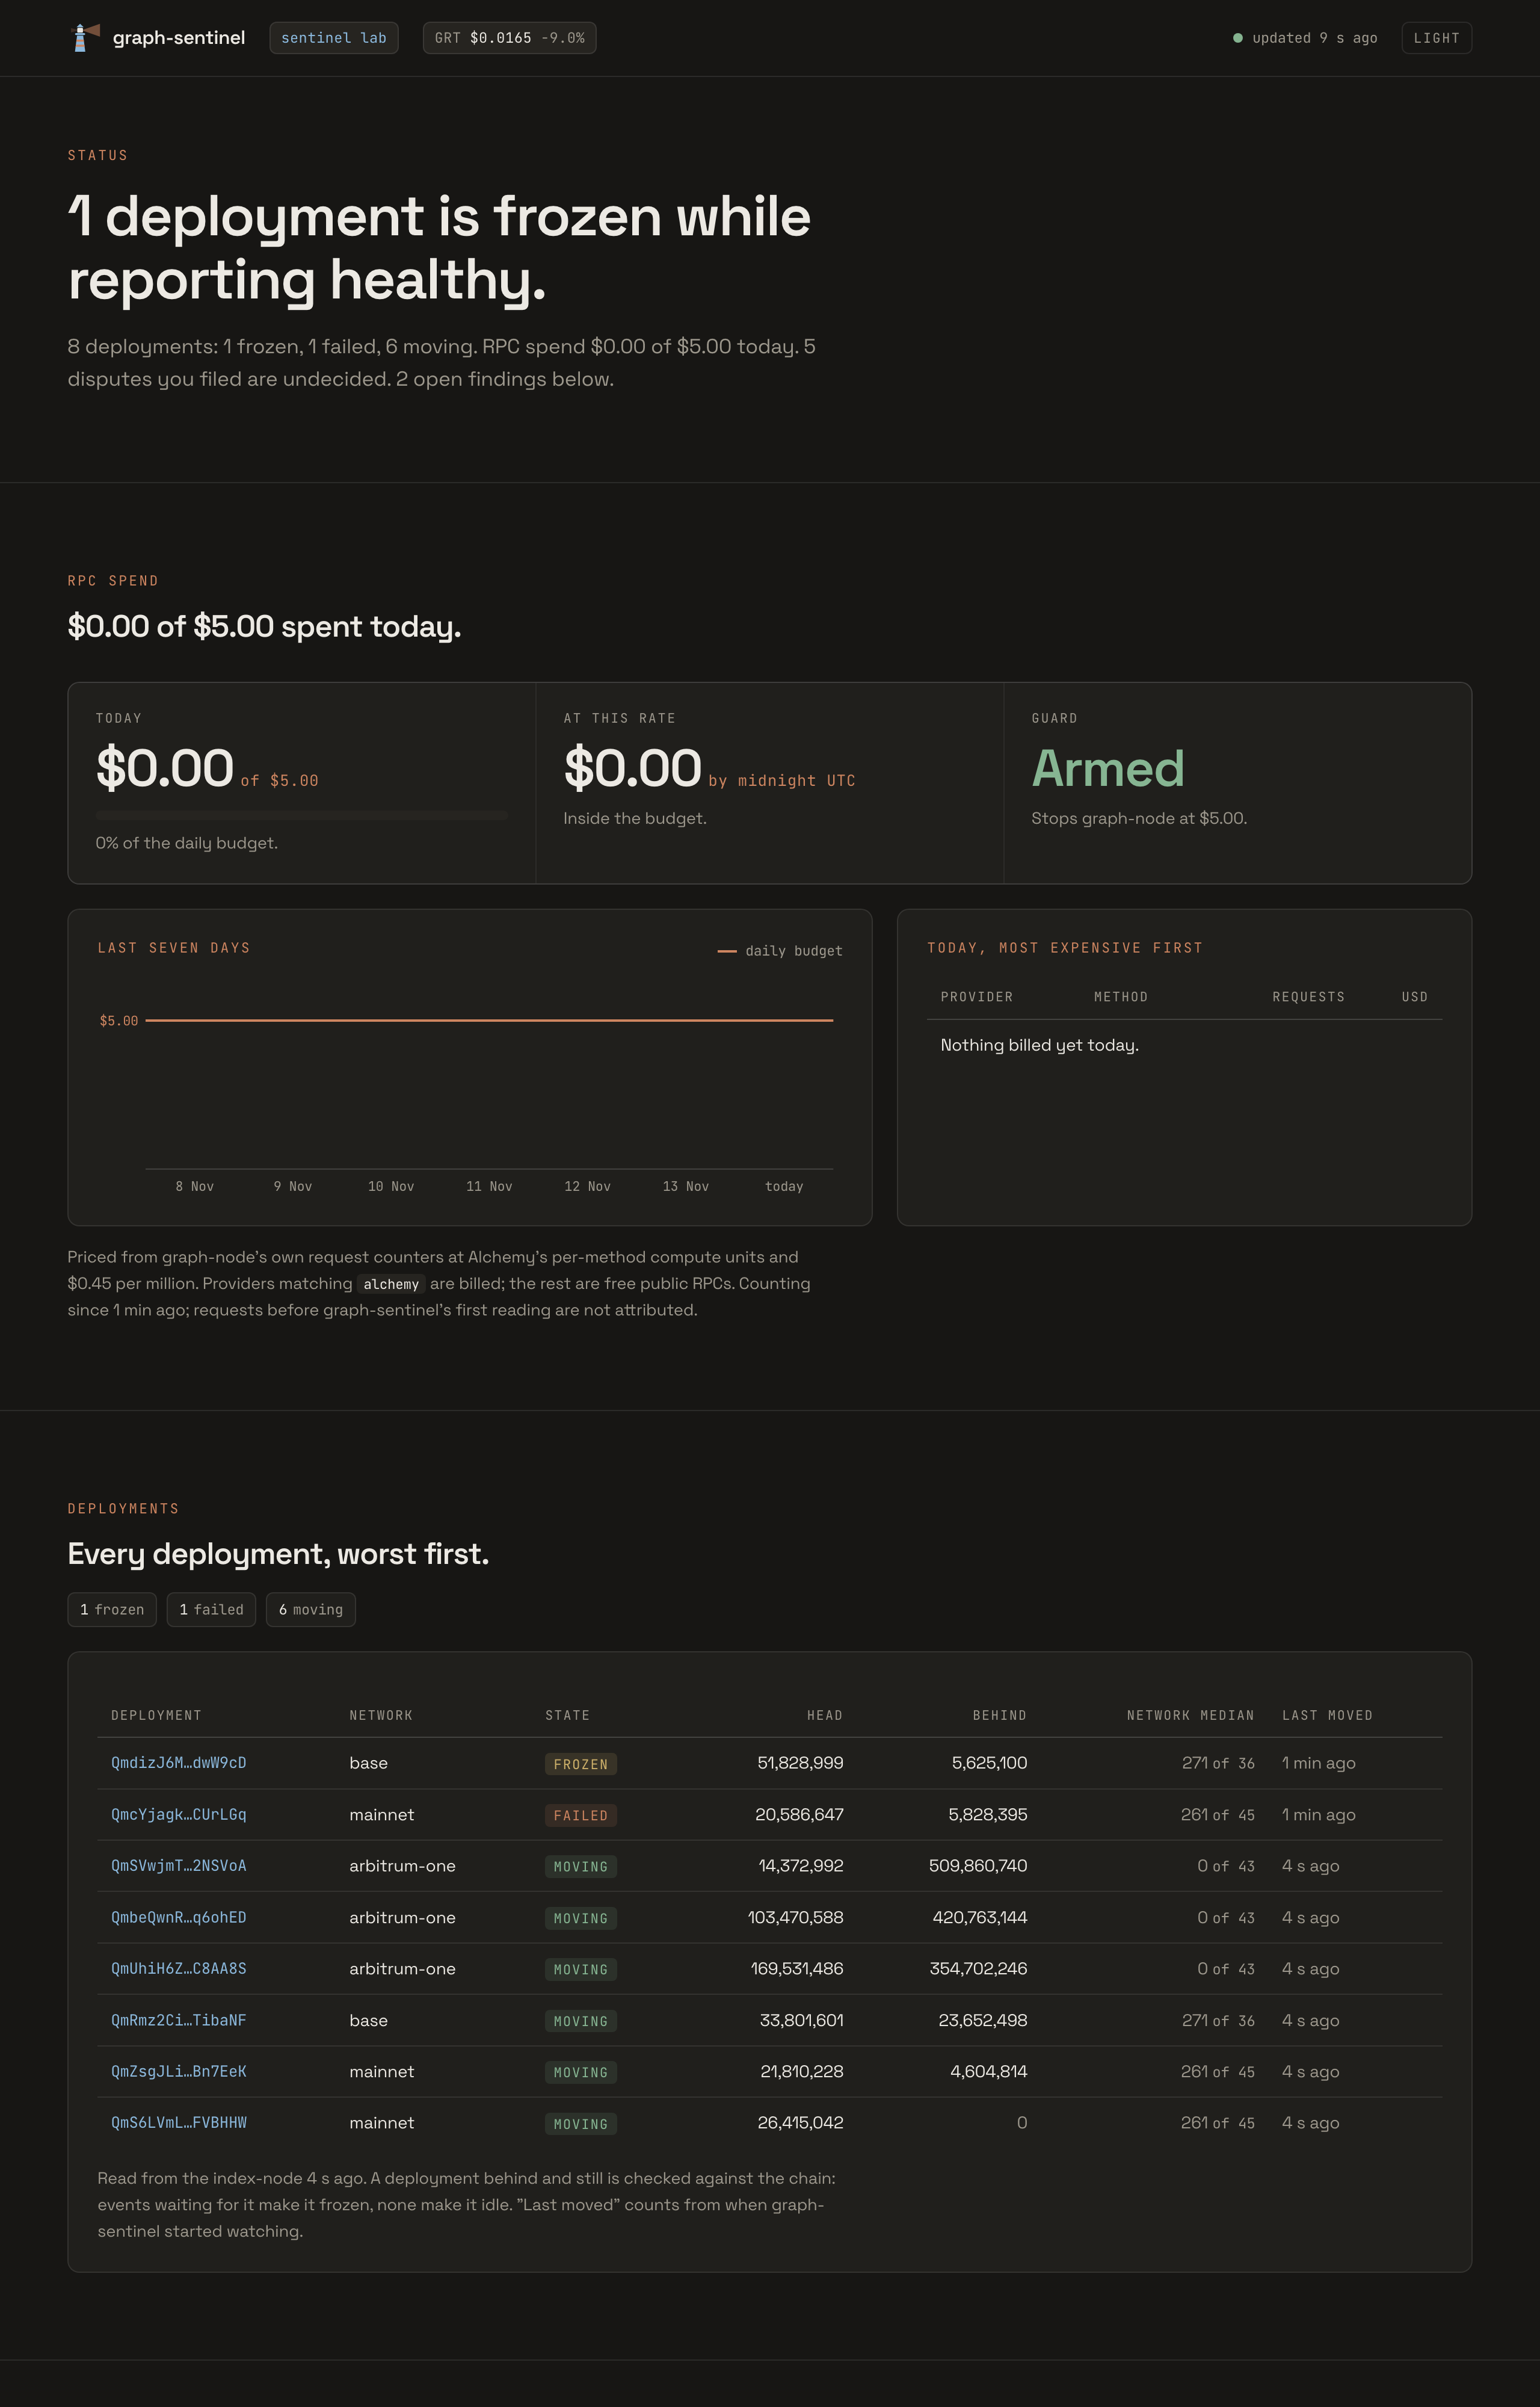 graph-sentinel sentinel lab GRT $0.0165 -9.0% updated 9 s ago LIGHT
STATUS
1 deployment is frozen while
reporting healthy.
8 deployments: 1 frozen, 1 failed, 6 moving. RPC spend $0.00 of $5.00 today. 5
disputes you filed are undecided. 2 open findings below.
RPC SPEND
$0.00 of $5.00 spent today.
TODAY
$0.00 of $5.00
0% of the daily budget.
AT THIS RATE
$0.00 by midnight UTC
Inside the budget.
GUARD
Armed
Stops graph-node at $5.00.
LAST SEVEN DAYS
daily budget
$5.00
8 Nov 9 Nov 10 Nov 11 Nov 12 Nov 13 Nov today
TODAY, MOST EXPENSIVE FIRST
PROVIDER METHOD REQUESTS USD
Nothing billed yet today.
Priced from graph-node's own request counters at Alchemy's per-method compute units and
$0.45 per million. Providers matching alchemy are billed; the rest are free public RPCs. Counting
since 1 min ago; requests before graph-sentinel's first reading are not attributed.
DEPLOYMENTS
Every deployment, worst first.
1 frozen 1 failed 6 moving
DEPLOYMENT NETWORK STATE HEAD BEHIND NETWORK MEDIAN LAST MOVED
QmdizJ6M…dwW9cD base FROZEN 51,828,999 5,625,100 271 of 36 1 min ago
QmcYjagk…CUrLGq mainnet FAILED 20,586,647 5,828,395 261 of 45 1 min ago
QmSVwjmT…2NSVoA arbitrum-one MOVING 14,372,992 509,860,740 0 of 43 4 s ago
QmbeQwnR…q6ohED arbitrum-one MOVING 103,470,588 420,763,144 0 of 43 4 s ago
QmUhiH6Z…C8AA8S arbitrum-one MOVING 169,531,486 354,702,246 0 of 43 4 s ago
QmRmz2Ci…TibaNF base MOVING 33,801,601 23,652,498 271 of 36 4 s ago
QmZsgJLi…Bn7EeK mainnet MOVING 21,810,228 4,604,814 261 of 45 4 s ago
QmS6LVmL…FVBHHW mainnet MOVING 26,415,042 0 261 of 45 4 s ago
Read from the index-node 4 s ago. A deployment behind and still is checked against the chain:
events waiting for it make it frozen, none make it idle. "Last moved" counts from when graph-
sentinel started watching.